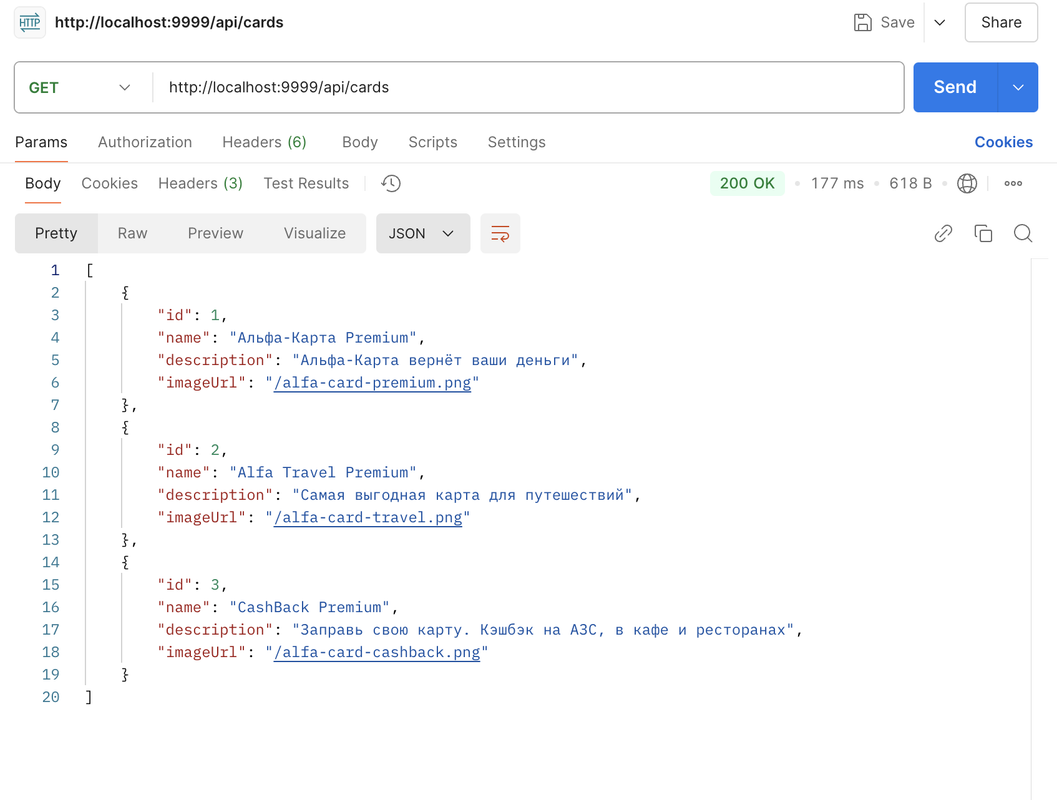 HTTP http://localhost:9999/api/cards Save Share
GET http://localhost:9999/api/cards Send
Params Authorization Headers (6) Body Scripts Settings Cookies
Body Cookies Headers (3) Test Results 200 OK 177 ms 618 B
Pretty Raw Preview Visualize JSON
1 [
2 {
3 "id": 1,
4 "name": "Альфа-Карта Premium",
5 "description": "Альфа-Карта вернёт ваши деньги",
6 "imageUrl": "/alfa-card-premium.png"
7 },
8 {
9 "id": 2,
10 "name": "Alfa Travel Premium",
11 "description": "Самая выгодная карта для путешествий",
12 "imageUrl": "/alfa-card-travel.png"
13 },
14 {
15 "id": 3,
16 "name": "CashBack Premium",
17 "description": "Заправь свою карту. Кэшбэк на АЗС, в кафе и ресторанах",
18 "imageUrl": "/alfa-card-cashback.png"
19 }
20 ]